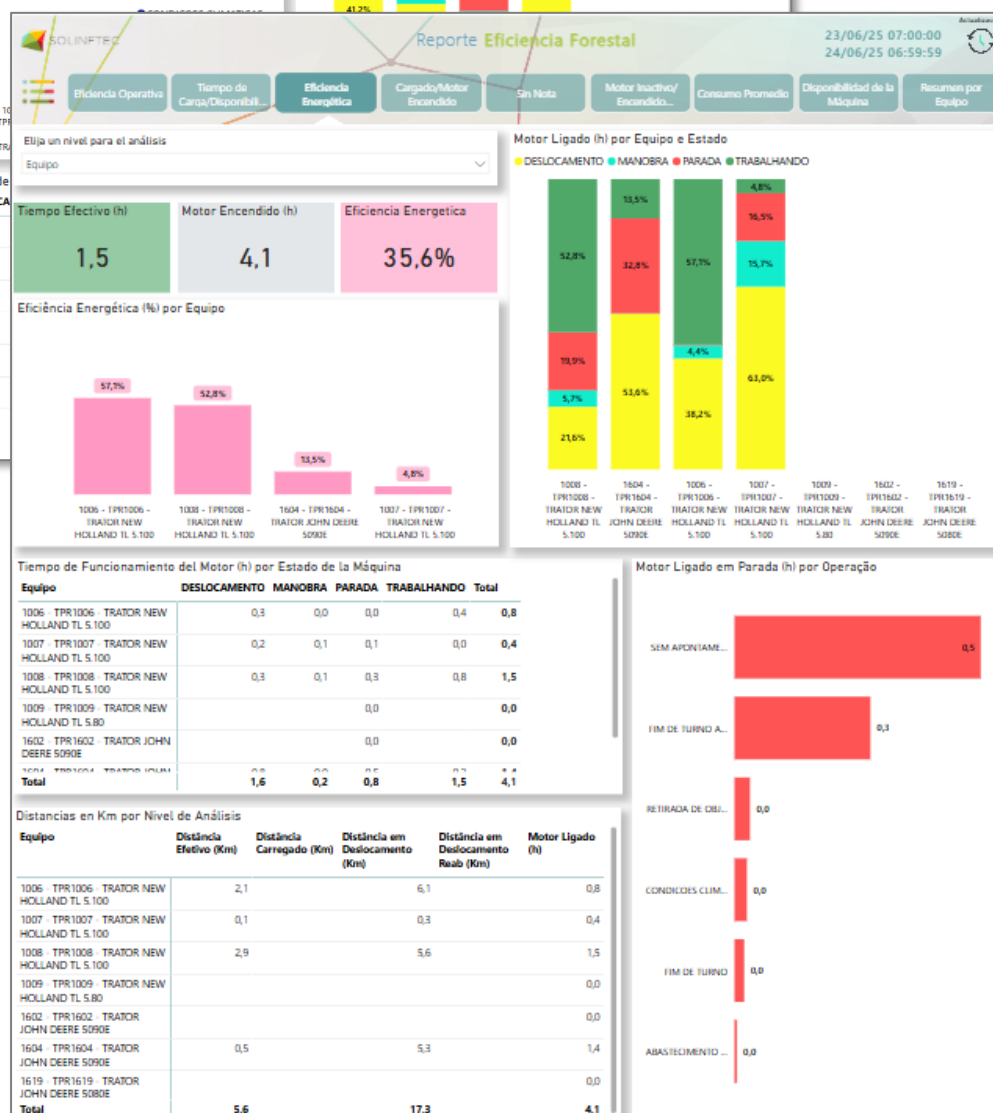 41,2%
SOLINFTEC
Reporte Eficiencia Forestal
23/06/25 07:00:00
24/06/25 06:59:59
Eficiencia Operativa
Tiempo de
Carga/Disponibili...
Eficiencia
Energética
Cargado/Motor
Encendido
Sin Nota
Motor Inactivo/
Encendido...
Consumo Promedio
Disponibilidad de la
Máquina
Resumen por
Equipo
Elija un nivel para el análisis
Equipo
Tiempo Efectivo (h)
1,5
Motor Encendido (h)
4,1
Eficiencia Energetica
35,6%
Eficiência Energética (%) por Equipo
57,1%
52,8%
13,5%
4,8%
1006 - TPR1006 -
TRATOR NEW
HOLLAND TL 5.100
1008 - TPR1008 -
TRATOR NEW
HOLLAND TL 5.100
1604 - TPR1604 -
TRATOR JOHN DEERE
5090E
1007 - TPR1007 -
TRATOR NEW
HOLLAND TL 5.100
Motor Ligado (h) por Equipo e Estado
DESLOCAMENTO MANOBRA PARADA TRABALHANDO
52,8%
19,9%
5,7%
21,6%
13,5%
32,8%
53,6%
57,1%
4,4%
38,2%
4,8%
16,5%
15,7%
63,0%
1008 -
TPR1008 -
TRATOR NEW
HOLLAND TL
5.100
1604 -
TPR1604 -
TRATOR
JOHN DEERE
5090E
1006 -
TPR1006 -
TRATOR NEW
HOLLAND TL
5.100
1007 -
TPR1007 -
TRATOR NEW
HOLLAND TL
5.100
1009 -
TPR1009 -
TRATOR NEW
HOLLAND TL
5.80
1602 -
TPR1602 -
TRATOR
JOHN DEERE
5090E
1619 -
TPR1619 -
TRATOR
JOHN DEERE
5080E
Tiempo de Funcionamiento del Motor (h) por Estado de la Máquina
Equipo DESLOCAMENTO MANOBRA PARADA TRABALHANDO Total
1006 - TPR1006 - TRATOR NEW 0,3 0,0 0,0 0,4 0,8
HOLLAND TL 5.100
1007 - TPR1007 - TRATOR NEW 0,2 0,1 0,1 0,0 0,4
HOLLAND TL 5.100
1008 - TPR1008 - TRATOR NEW 0,3 0,1 0,3 0,8 1,5
HOLLAND TL 5.100
1009 - TPR1009 - TRATOR NEW 0,0 0,0
HOLLAND TL 5.80
1602 - TPR1602 - TRATOR JOHN 0,0 0,0
DEERE 5090E
Total 1,6 0,2 0,8 1,5 4,1
Distancias en Km por Nivel de Análisis
Equipo Distância Distância Distância em Distância em Motor Ligado
Efetivo (Km) Carregado (Km) Deslocamento Deslocamento (h)
(Km) Reab (Km)
1006 - TPR1006 - TRATOR NEW 2,1 6,1 0,8
HOLLAND TL 5.100
1007 - TPR1007 - TRATOR NEW 0,1 0,3 0,4
HOLLAND TL 5.100
1008 - TPR1008 - TRATOR NEW 2,9 5,6 1,5
HOLLAND TL 5.100
1009 - TPR1009 - TRATOR NEW 0,0
HOLLAND TL 5.80
1602 - TPR1602 - TRATOR 0,0
JOHN DEERE 5090E
1604 - TPR1604 - TRATOR 0,5 5,3 1,4
JOHN DEERE 5090E
1619 - TPR1619 - TRATOR 0,0
JOHN DEERE 5080E
Total 5,6 17,3 4,1
Motor Ligado em Parada (h) por Operação
SEM APONTAME... 0,5
FIM DE TURNO A... 0,3
RETIRADA DE OBJ... 0,0
CONDICOES CLIM... 0,0
FIM DE TURNO 0,0
ABASTECIMENTO ... 0,0